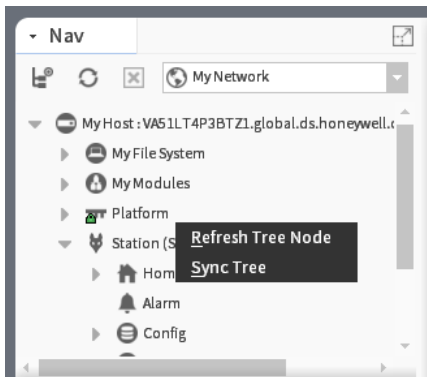 Nav
My Network
My Host : VA51LT4P3BTZ1.global.ds.honeywell.c
My File System
My Modules
Platform
Refresh Tree Node
Station (S
Sync Tree
Hom
Alarm
Config